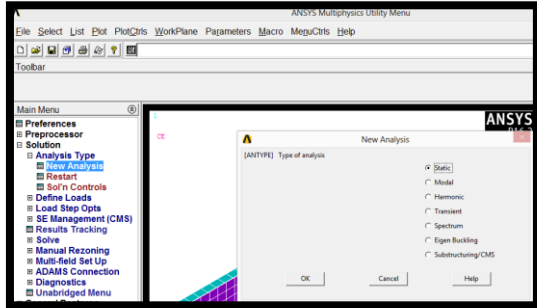 ANSYS Multiphysics Utility Menu
File Select List Plot PlotCtrls WorkPlane Parameters Macro MenuCtrls Help
Toolbar
Main Menu
Preferences
Preprocessor
Solution
Analysis Type
New Analysis
Restart
Sol'n Controls
Define Loads
Load Step Opts
SE Management (CMS)
Results Tracking
Solve
Manual Rezoning
Multi-field Set Up
ADAMS Connection
Diagnostics
Unabridged Menu
1
CE
ANSYS
New Analysis
[ANTYPE] Type of analysis
Static
Modal
Harmonic
Transient
Spectrum
Eigen Buckling
Substructuring/CMS
OK Cancel Help